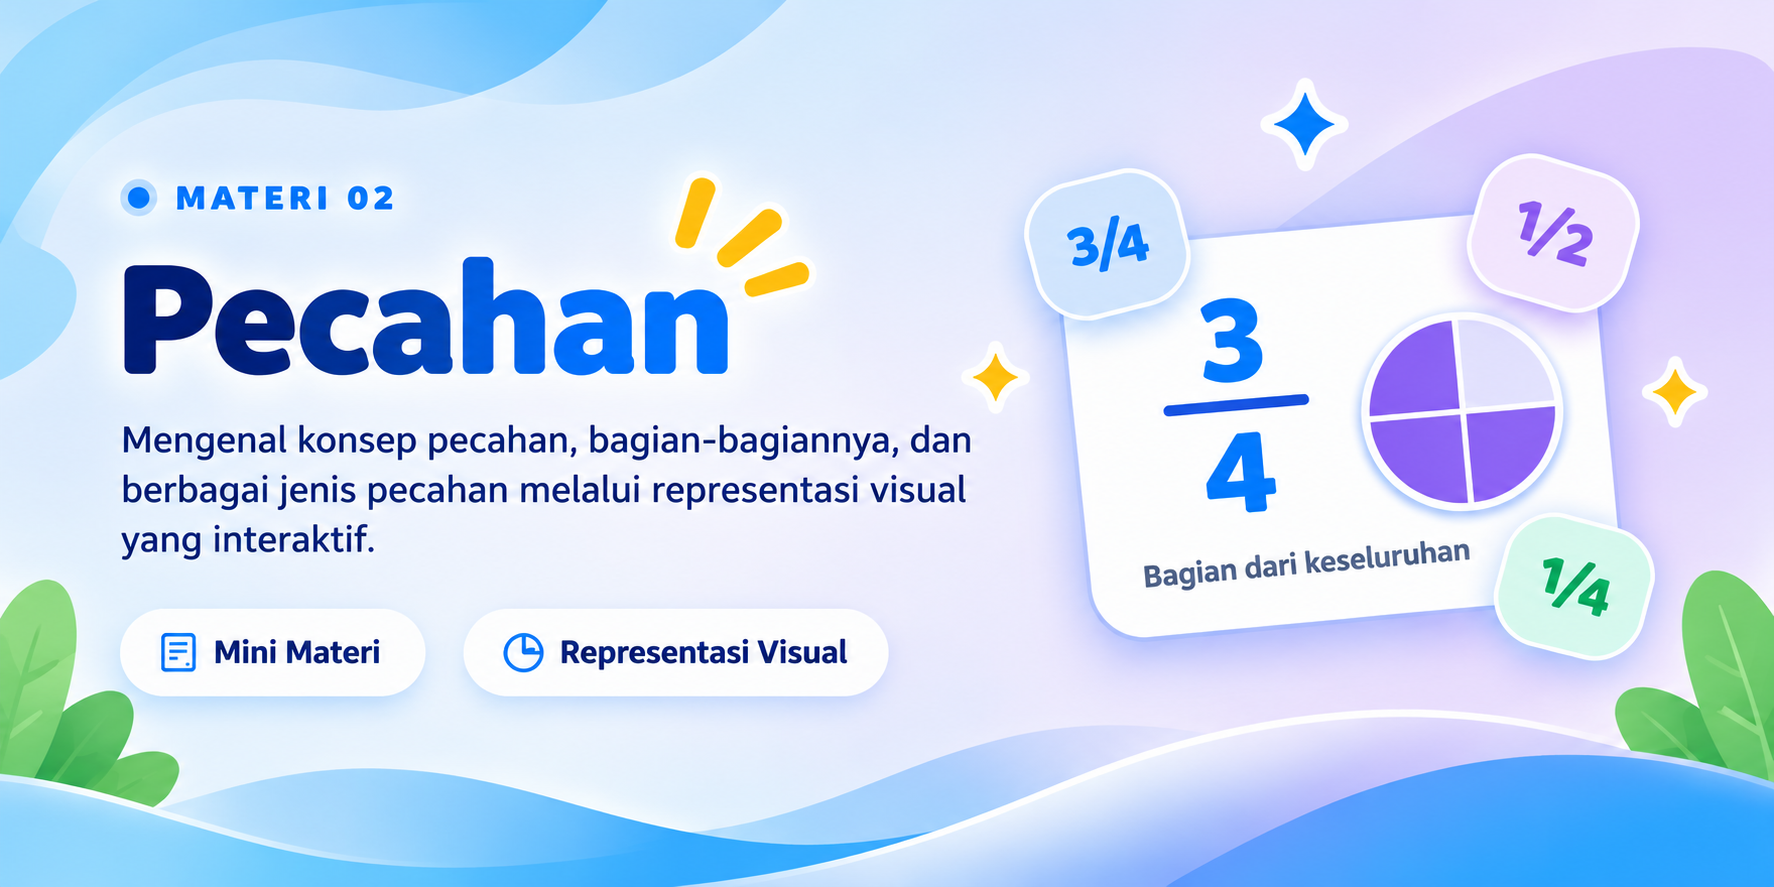 MATERI 02
Pecahan
Mengenal konsep pecahan, bagian-bagiannya, dan
berbagai jenis pecahan melalui representasi visual
yang interaktif.
Mini Materi
Representasi Visual
3/4
1/2
3
4
Bagian dari keseluruhan
1/4